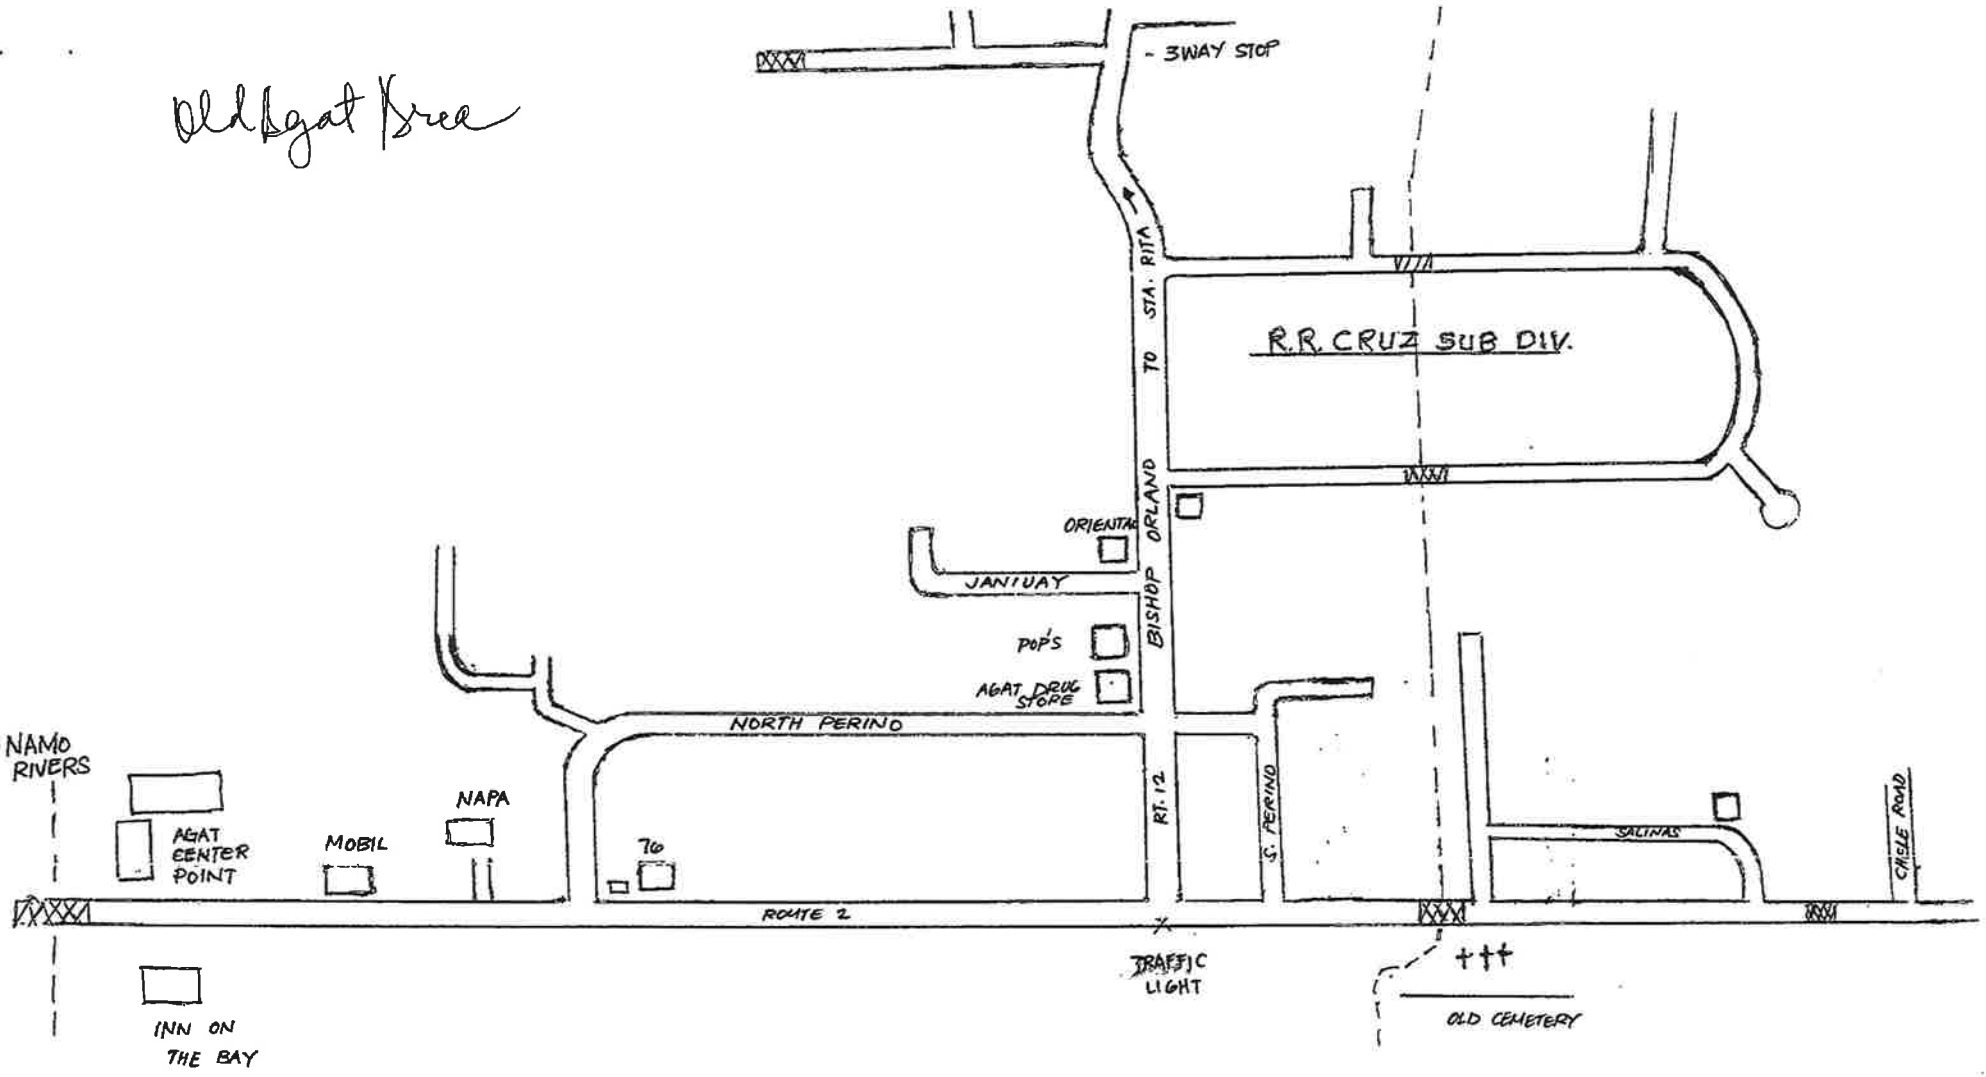 - 3WAY STOP
Old Agat Area
TO STA. RITA
R.R. CRUZ SUB DIV.
BISHOP ORLAND
ORIENTAL
JANIUAY
POP'S
AGAT DRUG
STORE
NORTH PERINO
NAMO
RIVERS
NAPA
RT. 12
S. PERINO
SALINAS
ROAD
AGAT
CENTER
POINT
MOBIL
76
ROUTE 2
TRAFFIC
LIGHT
†††
OLD CEMETERY
INN ON
THE BAY